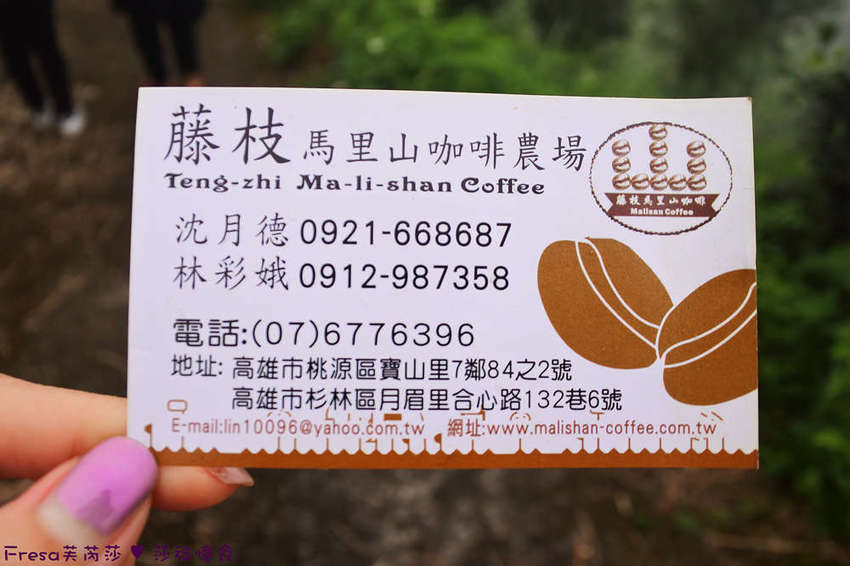 藤枝 馬里山咖啡農場
Teng-zhi Ma-li-shan Coffee
藤枝馬里山咖啡
Malisan Coffee
沈月德 0921-668687
林彩娥 0912-987358
電話:(07)6776396
地址: 高雄市桃源區寶山里7鄰84之2號
高雄市杉林區月眉里合心路132巷6號
E-mail:lin10096@yahoo.com.tw 網址:www.malishan-coffee.com.tw
Fresa芙芮莎 ♥